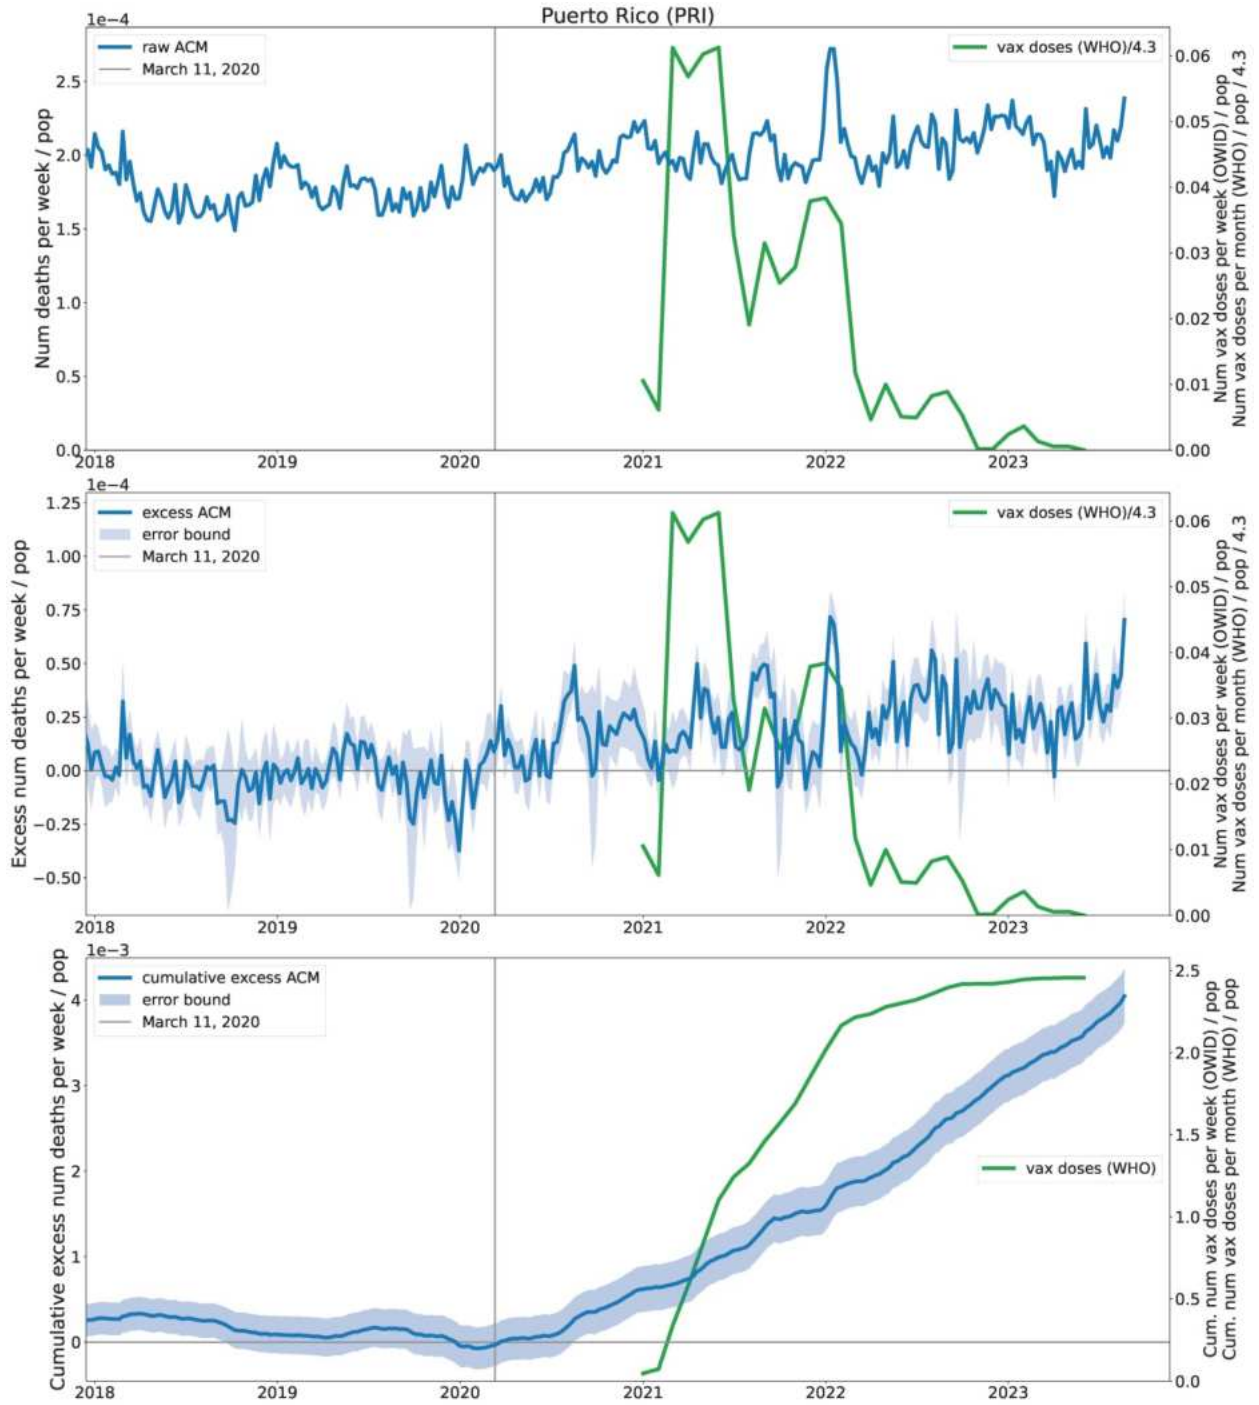 Puerto Rico (PRI)
1e−4
raw ACM
March 11, 2020
vax doses (WHO)/4.3
Num deaths per week / pop
2.5
2.0
1.5
1.0
0.5
0.0
0.06
0.05
0.04
0.03
0.02
0.01
0.00
Num vax doses per week (OWID) / pop
Num vax doses per month (WHO) / pop / 4.3
2018 2019 2020 2021 2022 2023
1e−4
excess ACM
error bound
March 11, 2020
vax doses (WHO)/4.3
Excess num deaths per week / pop
1.25
1.00
0.75
0.50
0.25
0.00
−0.25
−0.50
0.06
0.05
0.04
0.03
0.02
0.01
0.00
Num vax doses per week (OWID) / pop
Num vax doses per month (WHO) / pop / 4.3
2018 2019 2020 2021 2022 2023
1e−3
cumulative excess ACM
error bound
March 11, 2020
vax doses (WHO)
Cumulative excess num deaths per week / pop
4
3
2
1
0
2.5
2.0
1.5
1.0
0.5
0.0
Cum. num vax doses per week (OWID) / pop
Cum. num vax doses per month (WHO) / pop
2018 2019 2020 2021 2022 2023